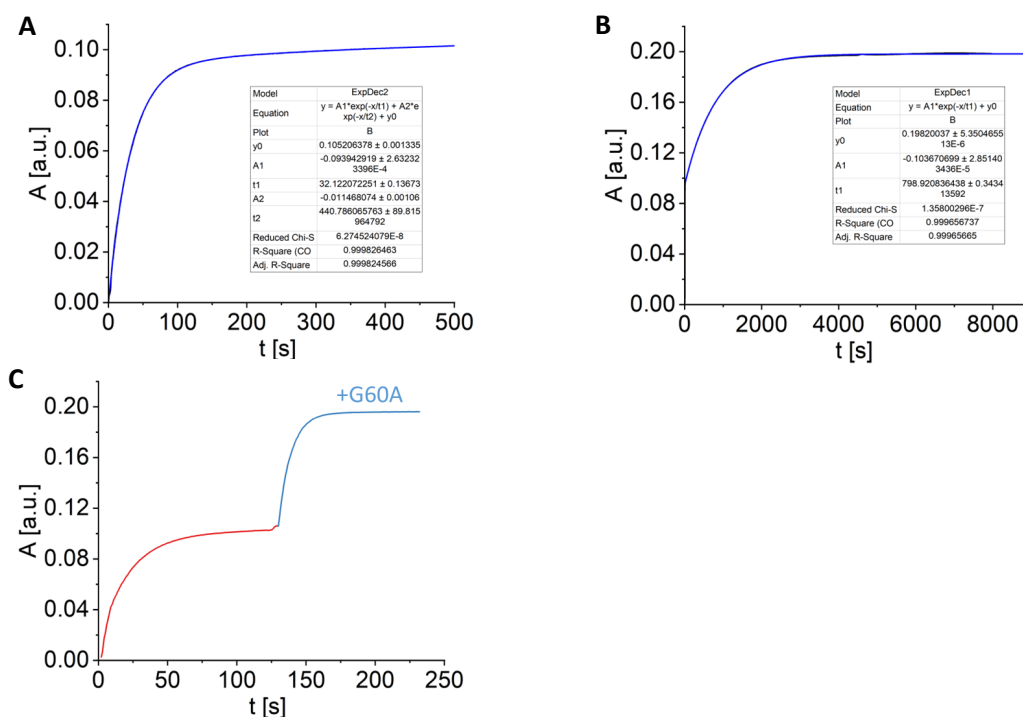 A
A [a.u.]
0.10
0.08
0.06
0.04
0.02
0.00
0 100 200 300 400 500
t [s]
Model ExpDec2
Equation y = A1*exp(-x/t1) + A2*e
xp(-x/t2) + y0
Plot B
y0 0.105206378 ± 0.001335
A1 -0.093942919 ± 2.63232
3396E-4
t1 32.122072251 ± 0.13673
A2 -0.011468074 ± 0.00106
t2 440.786065763 ± 89.815
964792
Reduced Chi-S 6.274524079E-8
R-Square (CO 0.999826463
Adj. R-Square 0.999824566
B
A [a.u.]
0.20
0.16
0.12
0.08
0.04
0.00
0 2000 4000 6000 8000
t [s]
Model ExpDec1
Equation y = A1*exp(-x/t1) + y0
Plot B
y0 0.19820037 ± 5.3504655
13E-6
A1 -0.103670699 ± 2.85140
3436E-5
t1 798.920836438 ± 0.3434
13592
Reduced Chi-S 1.35800296E-7
R-Square (CO 0.999656737
Adj. R-Square 0.99965665
C
+G60A
A [a.u.]
0.20
0.16
0.12
0.08
0.04
0.00
0 50 100 150 200 250
t [s]